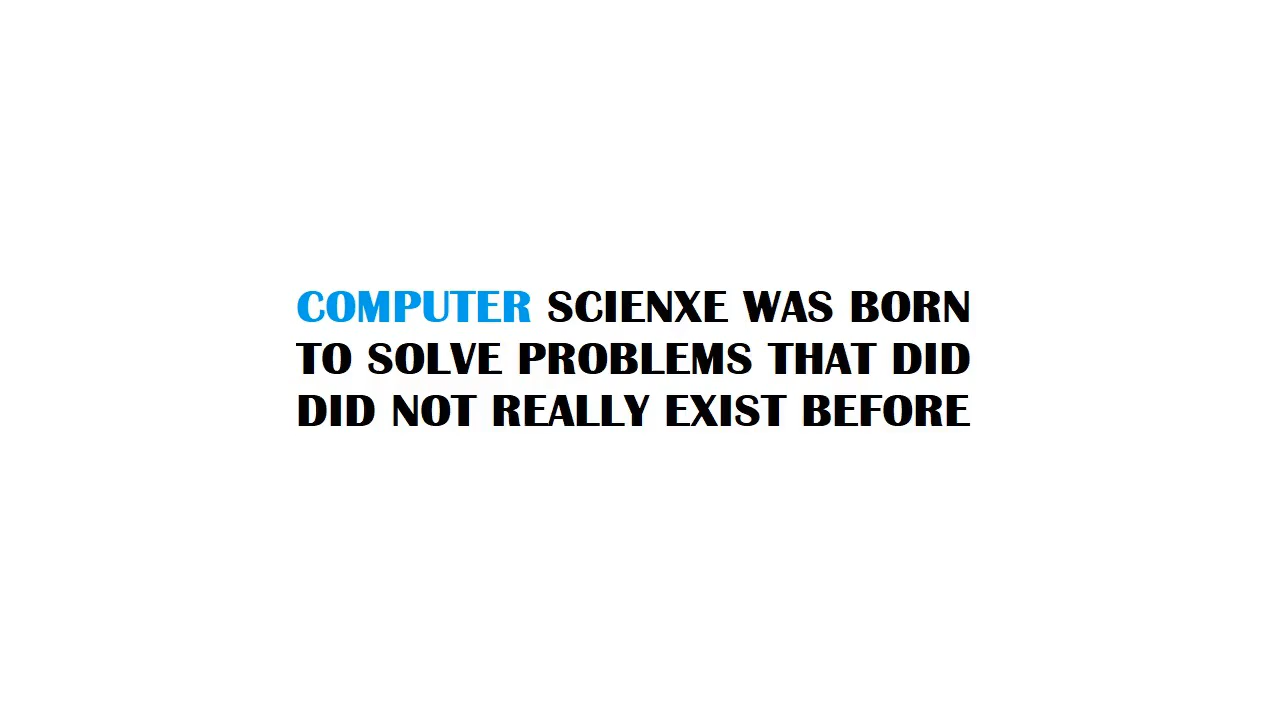 COMPUTER SCIENXE WAS BORN
TO SOLVE PROBLEMS THAT DID
DID NOT REALLY EXIST BEFORE